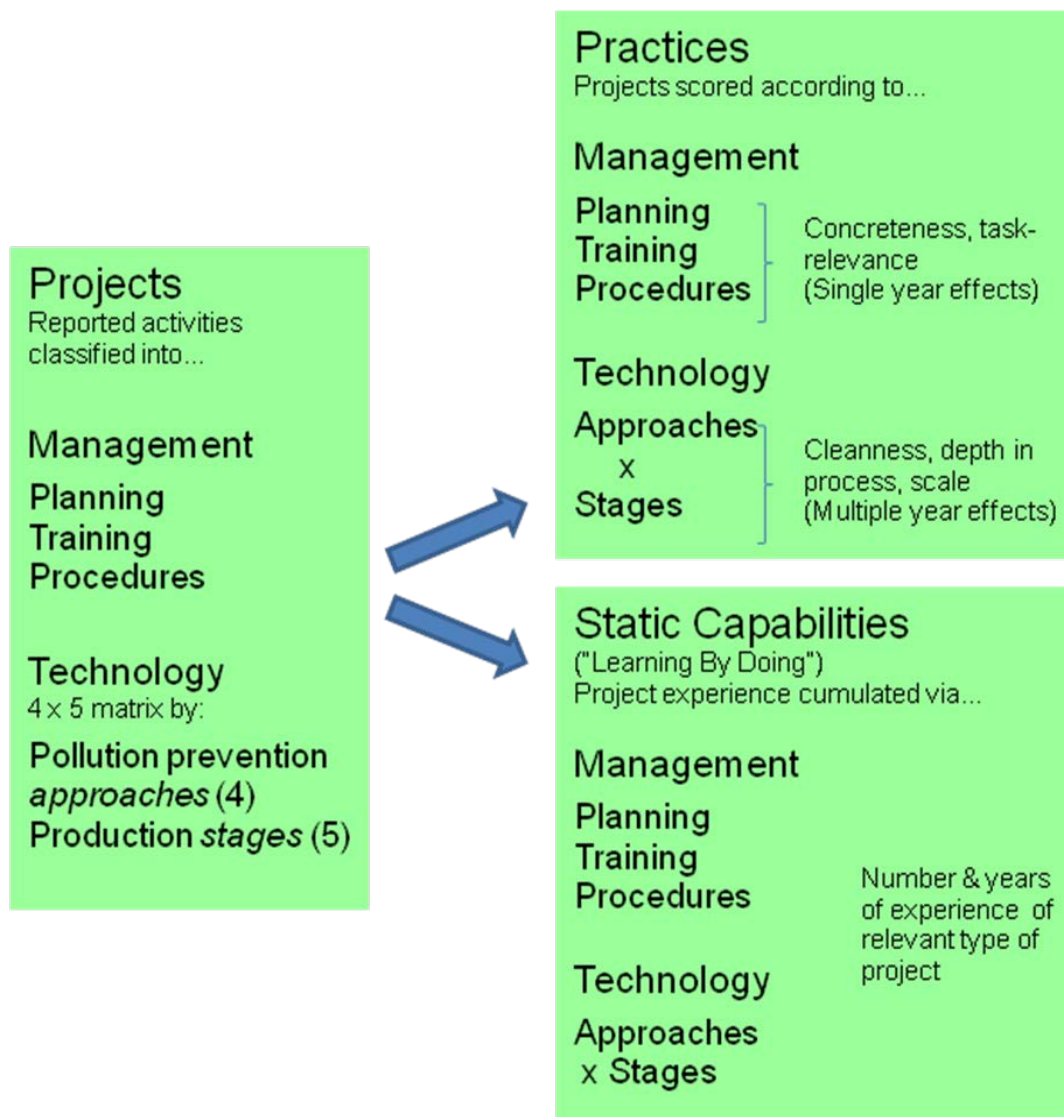 Projects
Reported activities
classified into...
Management
Planning
Training
Procedures
Technology
4 x 5 matrix by:
Pollution prevention
approaches (4)
Production stages (5)
Practices
Projects scored according to...
Management
Planning
Training
Procedures
Concreteness, task-
relevance
(Single year effects)
Technology
Approaches
x
Stages
Cleanness, depth in
process, scale
(Multiple year effects)
Static Capabilities
("Learning By Doing")
Project experience cumulated via...
Management
Planning
Training
Procedures
Number & years
of experience of
relevant type of
project
Technology
Approaches
x Stages